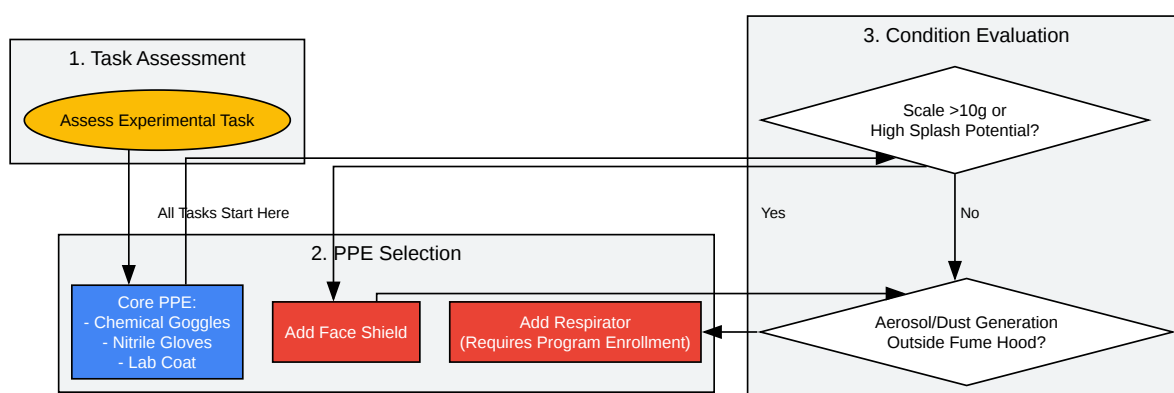 1. Task Assessment
Assess Experimental Task
All Tasks Start Here
2. PPE Selection
Core PPE:
- Chemical Goggles
- Nitrile Gloves
- Lab Coat
Add Face Shield
Add Respirator
(Requires Program Enrollment)
3. Condition Evaluation
Scale >10g or
High Splash Potential?
Yes
No
Aerosol/Dust Generation
Outside Fume Hood?